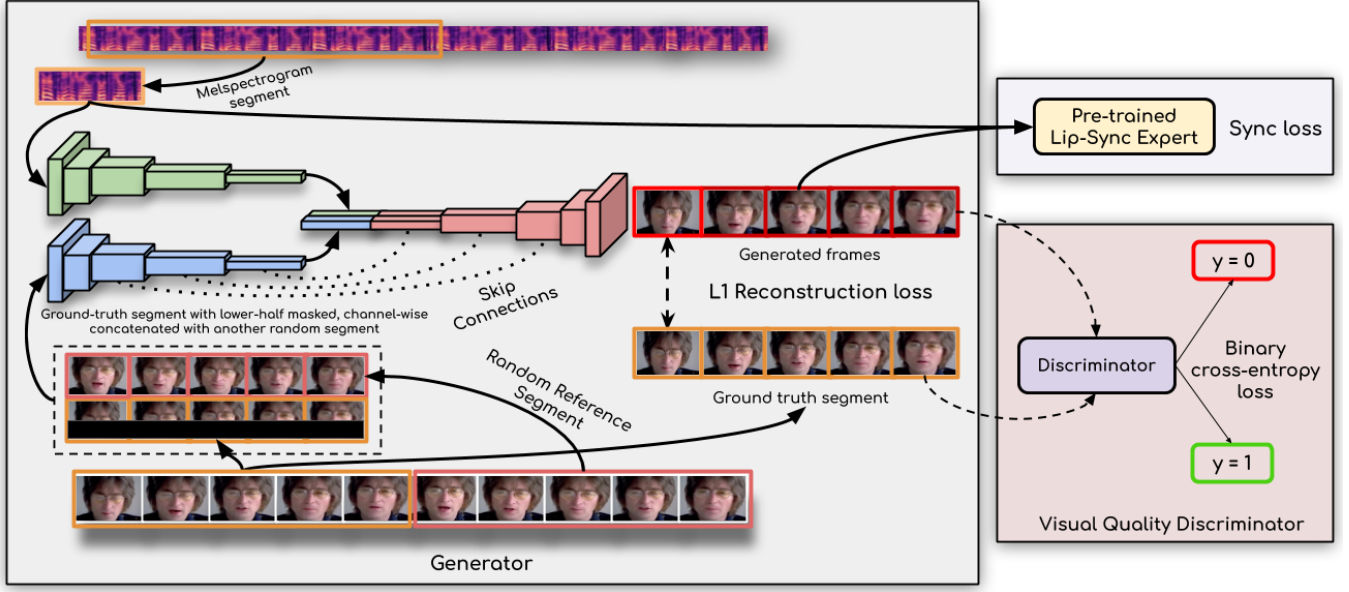 Melspectrogram
segment
Pre-trained
Lip-Sync Expert
Sync loss
Generated frames
L1 Reconstruction loss
Skip
Connections
Ground-truth segment with lower-half masked, channel-wise
concatenated with another random segment
Random Reference
Segment
Ground truth segment
y = 0
Discriminator
Binary
cross-entropy
loss
y = 1
Visual Quality Discriminator
Generator